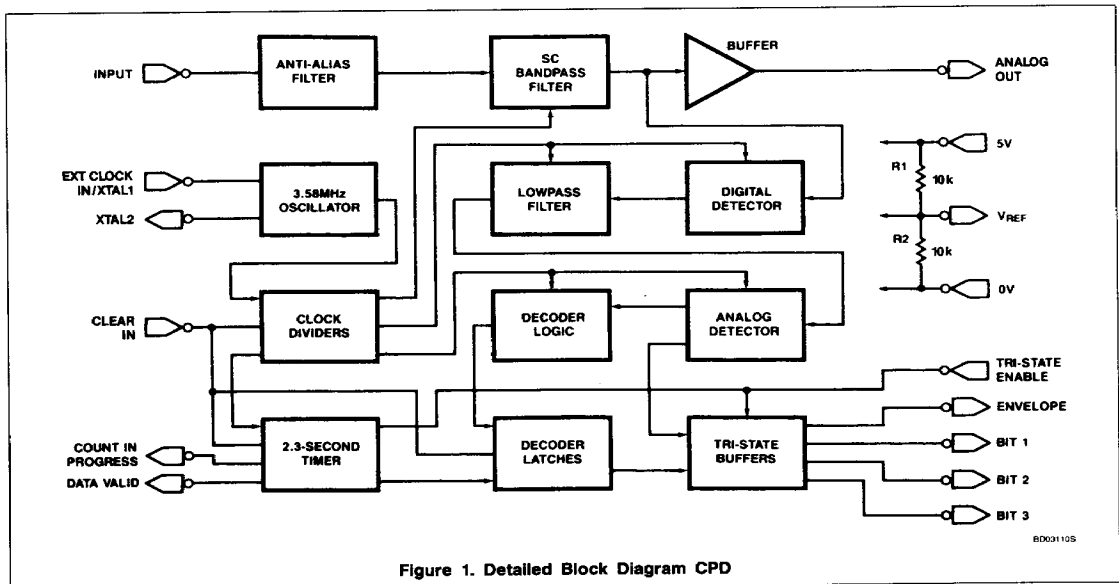 INPUT
ANTI-ALIAS
FILTER
SC
BANDPASS
FILTER
BUFFER
ANALOG
OUT
EXT CLOCK
IN/XTAL1
XTAL2
3.58MHz
OSCILLATOR
LOWPASS
FILTER
DIGITAL
DETECTOR
5V
R1
10k
VREF
R2
10k
0V
CLEAR
IN
CLOCK
DIVIDERS
DECODER
LOGIC
ANALOG
DETECTOR
TRI-STATE
ENABLE
ENVELOPE
COUNT IN
PROGRESS
DATA VALID
2.3-SECOND
TIMER
DECODER
LATCHES
TRI-STATE
BUFFERS
BIT 1
BIT 2
BIT 3
BD03110S
Figure 1. Detailed Block Diagram CPD